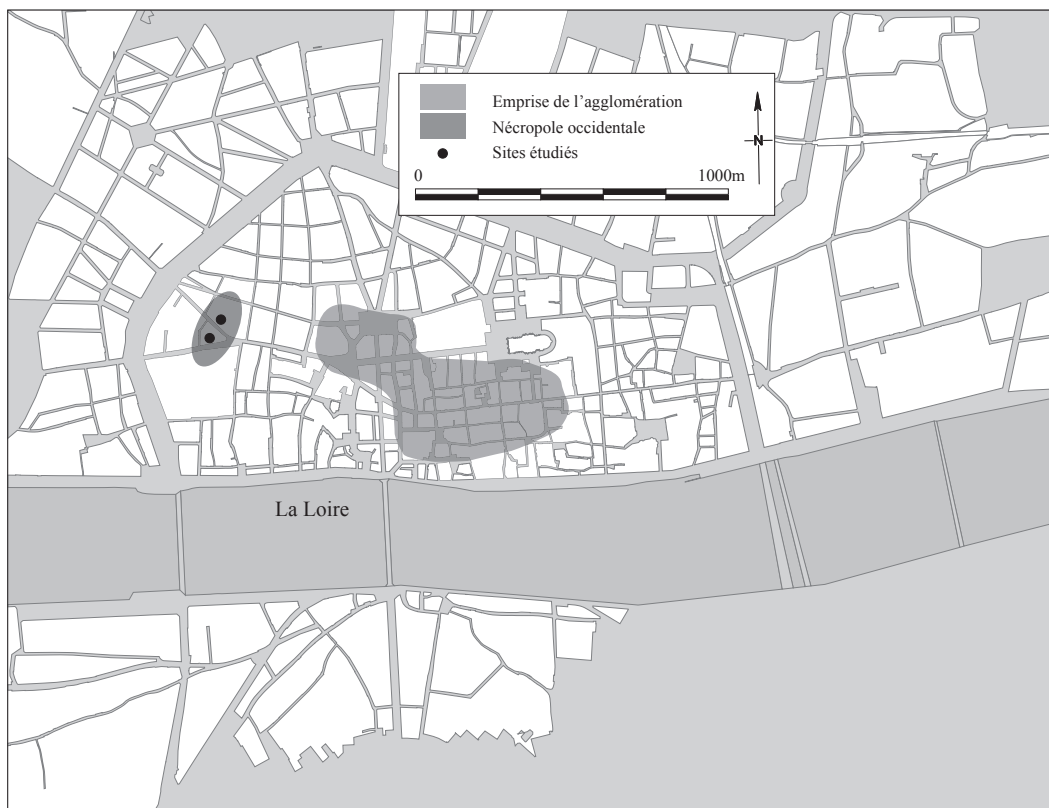 Emprise de l’agglomération
Nécropole occidentale
Sites étudiés
0 1000m
N
La Loire